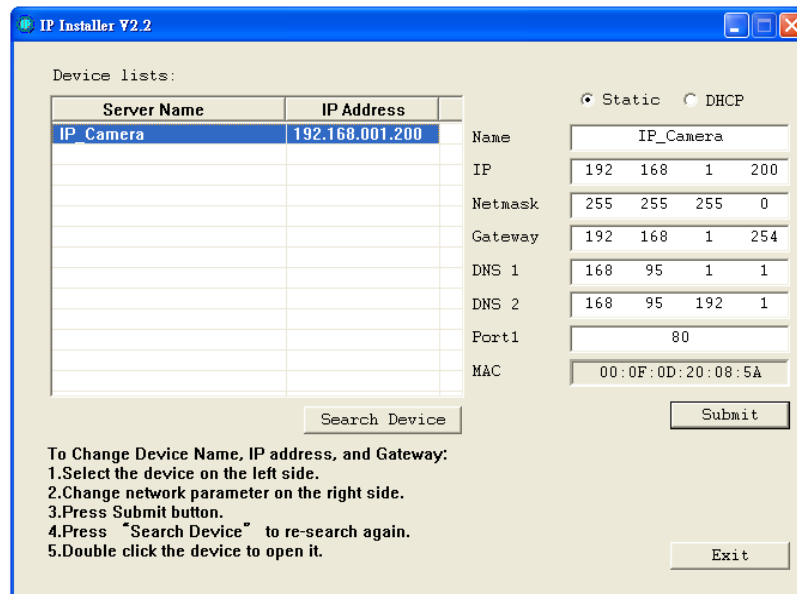 IP Installer V2.2
Device lists:
Server Name IP Address
IP_Camera 192.168.001.200
Static DHCP
Name IP_Camera
IP 192 168 1 200
Netmask 255 255 255 0
Gateway 192 168 1 254
DNS 1 168 95 1 1
DNS 2 168 95 192 1
Port1 80
MAC 00:0F:0D:20:08:5A
Search Device
Submit
To Change Device Name, IP address, and Gateway:
1.Select the device on the left side.
2.Change network parameter on the right side.
3.Press Submit button.
4.Press “Search Device” to re-search again.
5.Double click the device to open it.
Exit